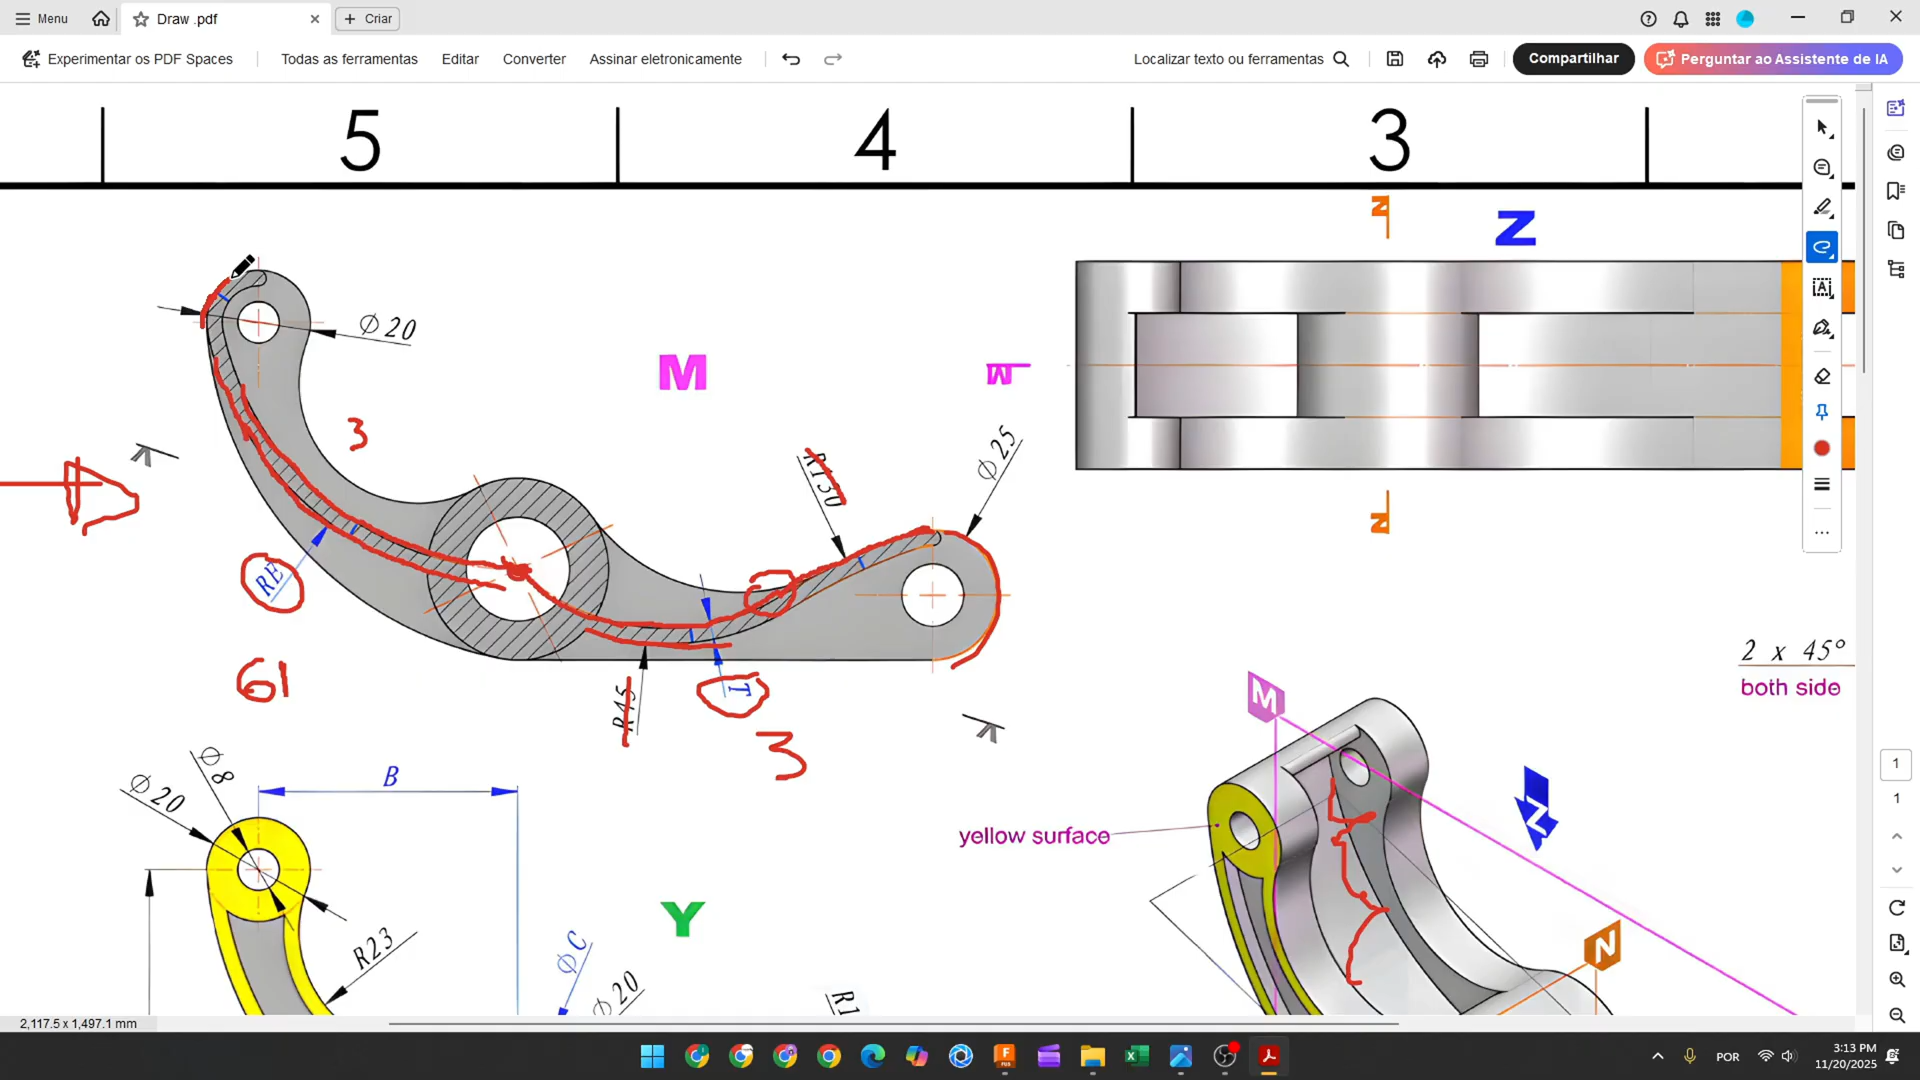 Menu
Draw .pdf
Criar
Experimentar os PDF Spaces
Todas as ferramentas
Editar
Converter
Assinar eletronicamente
Localizar texto ou ferramentas
Compartilhar
Perguntar ao Assistente de IA
5
4
3
N
Z
∅ 20
M
M
3
K
R130
∅ 25
RE
61
R45
T
3
K
N
2 x 45°
both side
M
Z
yellow surface
N
∅ 8
∅ 20
B
R23
Y
∅ C
∅ 20
R1
1
1
2,117.5 x 1,497.1 mm
POR
3:13 PM
11/20/2025